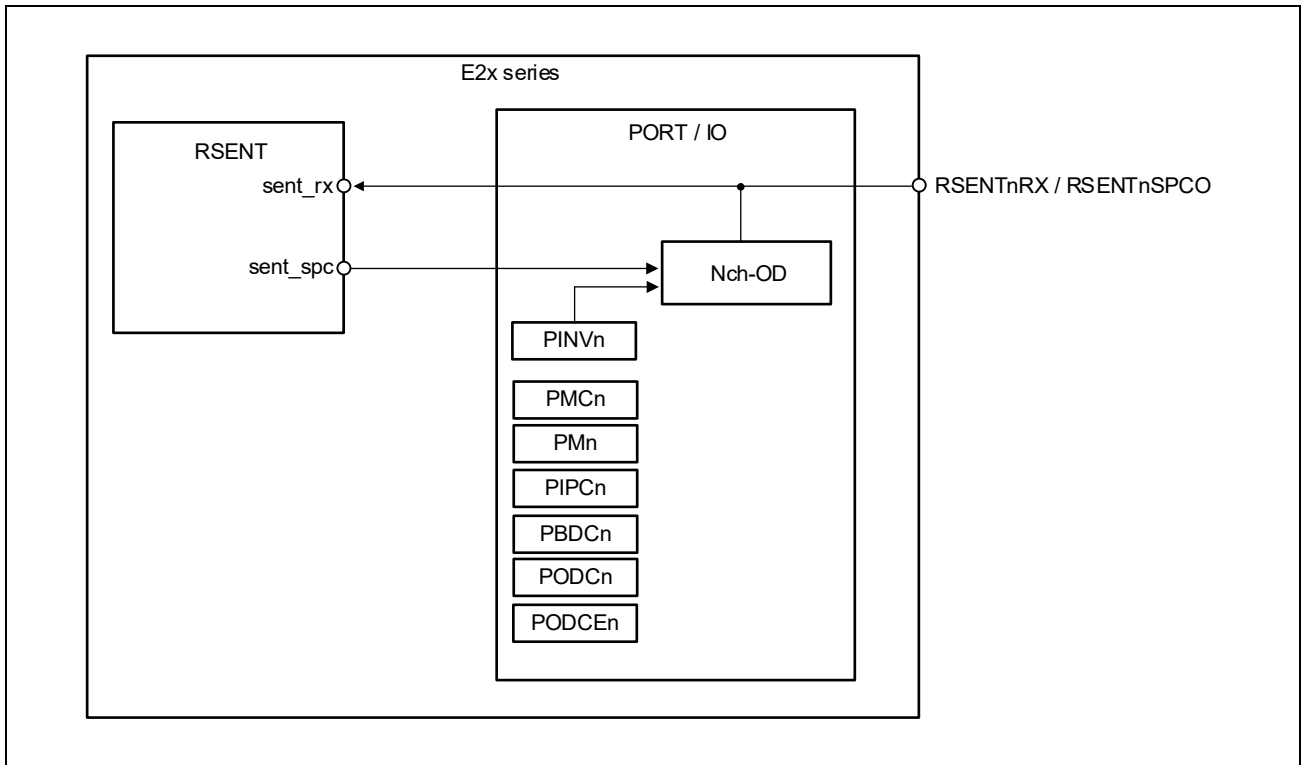 E2x series
RSENT
sent_rx
sent_spc
PORT / IO
RSENTnRX / RSENTnSPCO
Nch-OD
PINVn
PMCn
PMn
PIPCn
PBDCn
PODCn
PODCEn